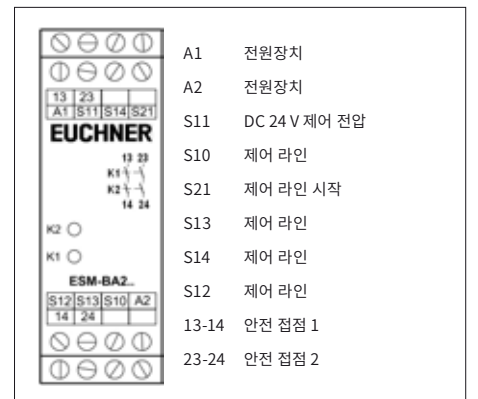 13 23
A1 S11 S14 S21
EUCHNER
13 23
K1
K2
14 24
K2
K1
ESM-BA2..
S12 S13 S10 A2
14 24
A1 전원장치
A2 전원장치
S11 DC 24 V 제어 전압
S10 제어 라인
S21 제어 라인 시작
S13 제어 라인
S14 제어 라인
S12 제어 라인
13-14 안전 접점 1
23-24 안전 접점 2